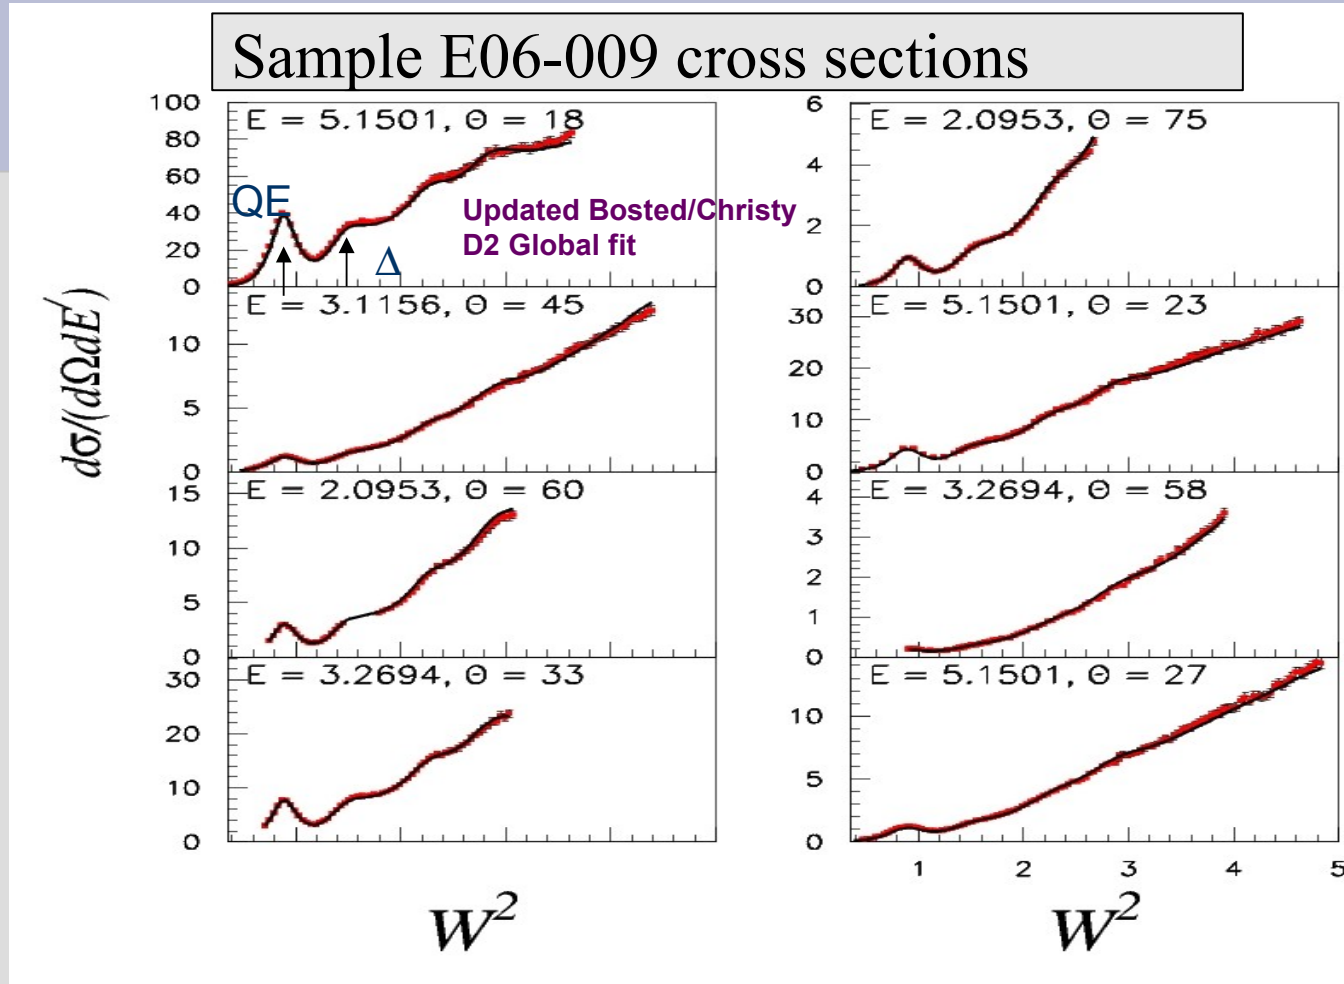 Sample E06-009 cross sections
dσ/(dΩdE′)
100
80
60
40
20
0
E = 5.1501, Θ = 18
QE
Δ
Updated Bosted/Christy
D2 Global fit
10
5
0
E = 3.1156, Θ = 45
15
10
5
0
E = 2.0953, Θ = 60
30
20
10
0
E = 3.2694, Θ = 33
W²
6
4
2
0
E = 2.0953, Θ = 75
30
20
10
0
E = 5.1501, Θ = 23
4
3
2
1
0
E = 3.2694, Θ = 58
10
5
0
E = 5.1501, Θ = 27
1 2 3 4 5
W²